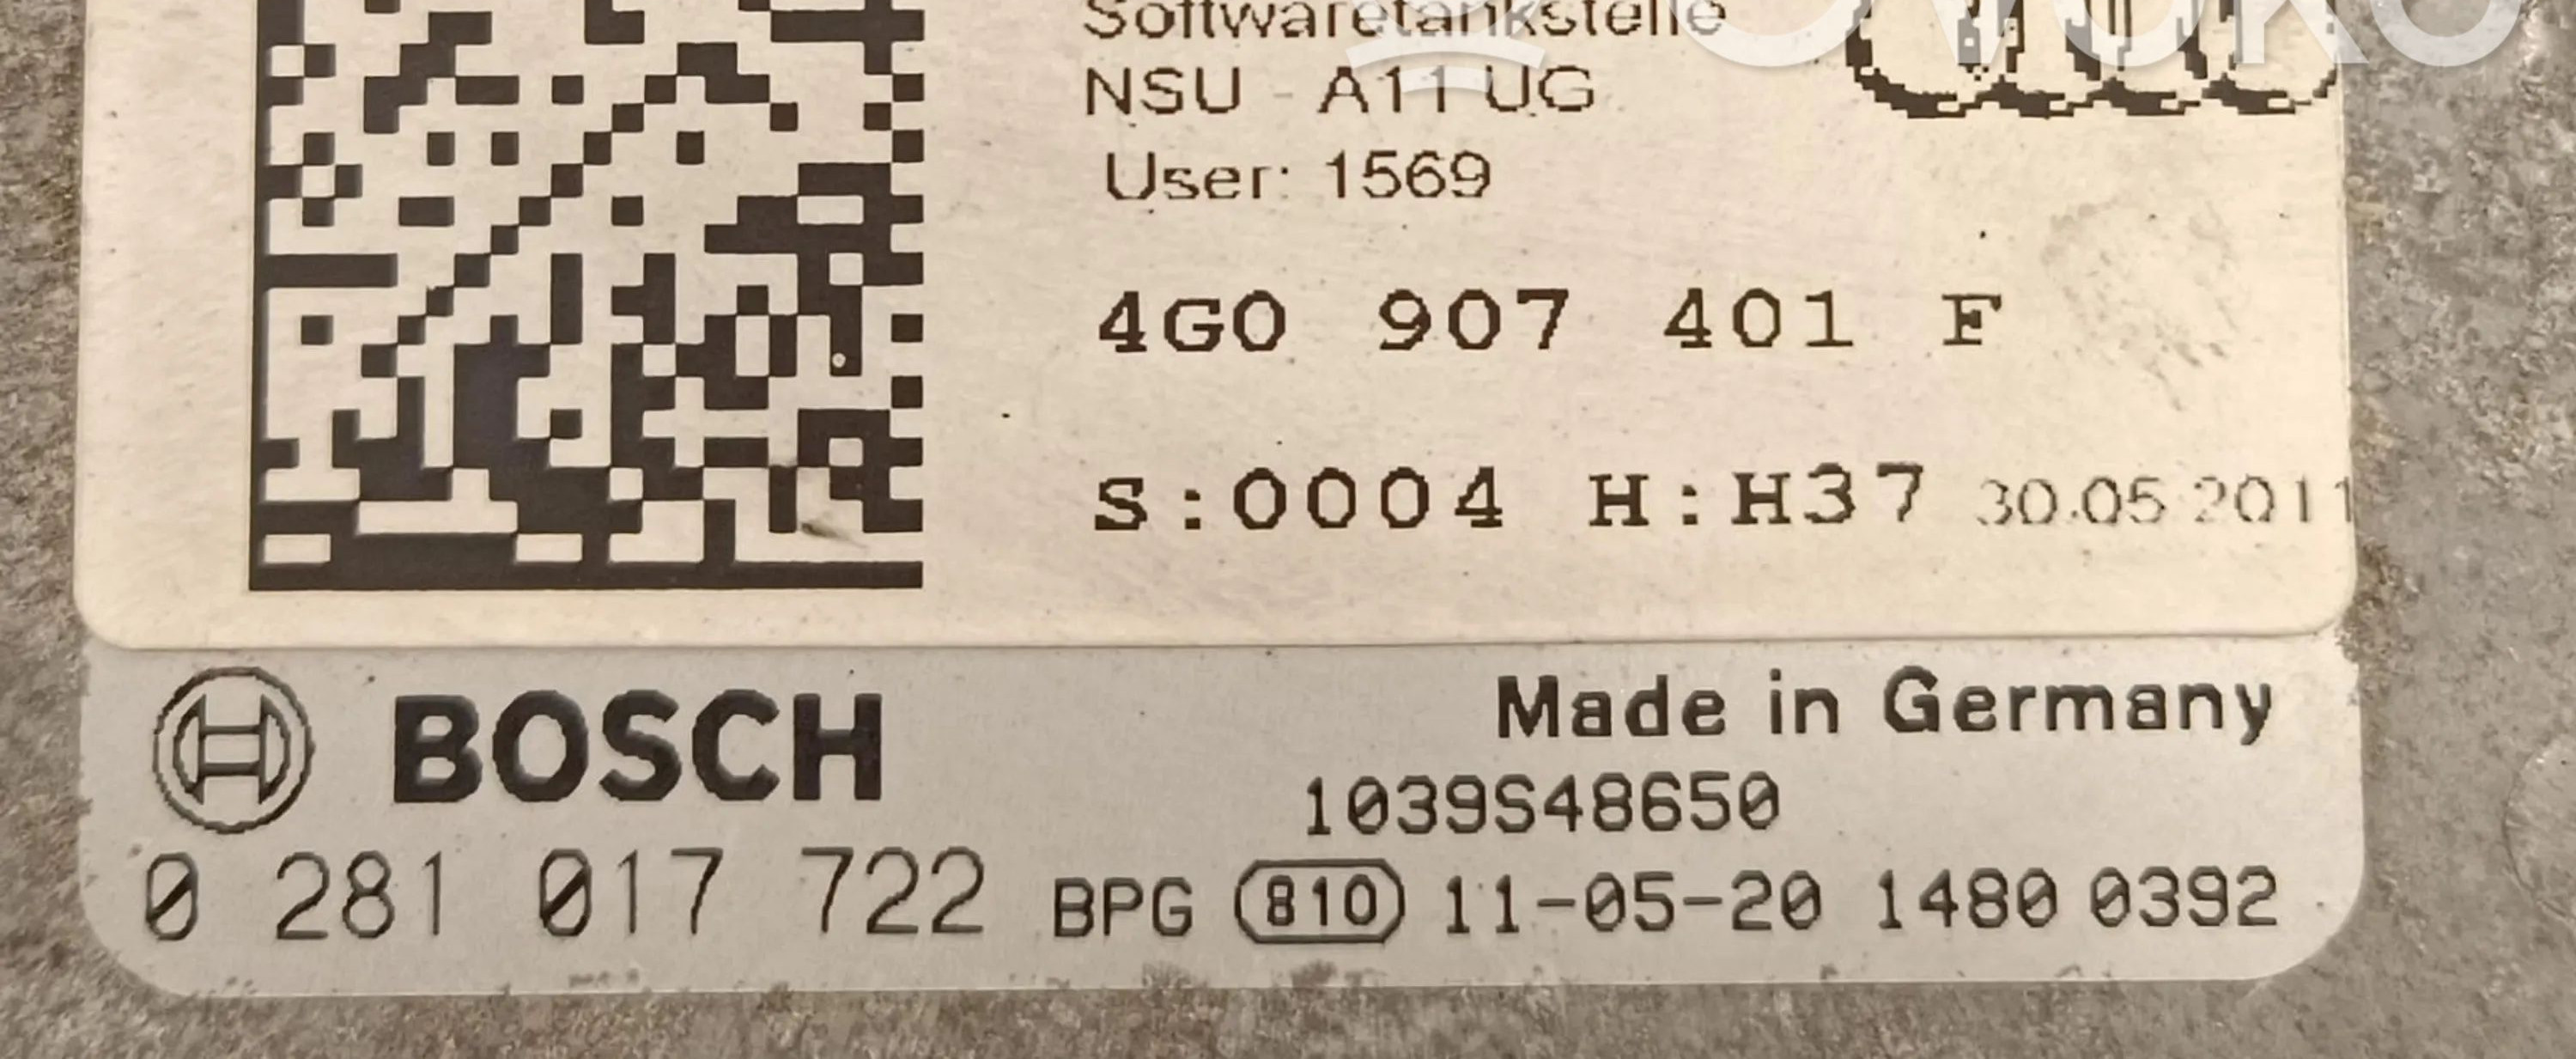 Softwaretankstelle
NSU - A11 UG
User: 1569
4G0 907 401 F
S:0004 H:H37 30.05.2011
BOSCH
Made in Germany
1039S48650
0 281 017 722 BPG 810 11-05-20 1480 0392